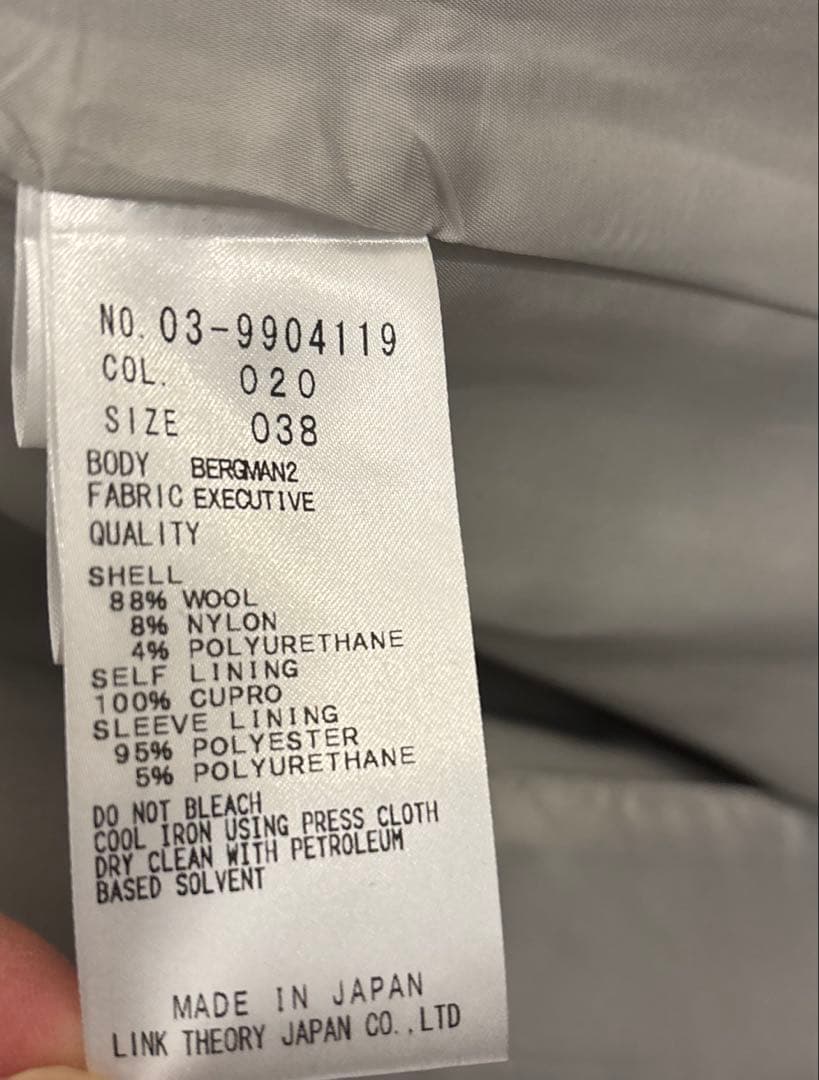 NO. 03-9904119
COL. 020
SIZE 038
BODY BERGMAN2
FABRIC EXECUTIVE
QUALITY
SHELL
88% WOOL
8% NYLON
4% POLYURETHANE
SELF LINING
100% CUPRO
SLEEVE LINING
95% POLYESTER
5% POLYURETHANE
DO NOT BLEACH
COOL IRON USING PRESS CLOTH
DRY CLEAN WITH PETROLEUM
BASED SOLVENT
MADE IN JAPAN
LINK THEORY JAPAN CO.,LTD